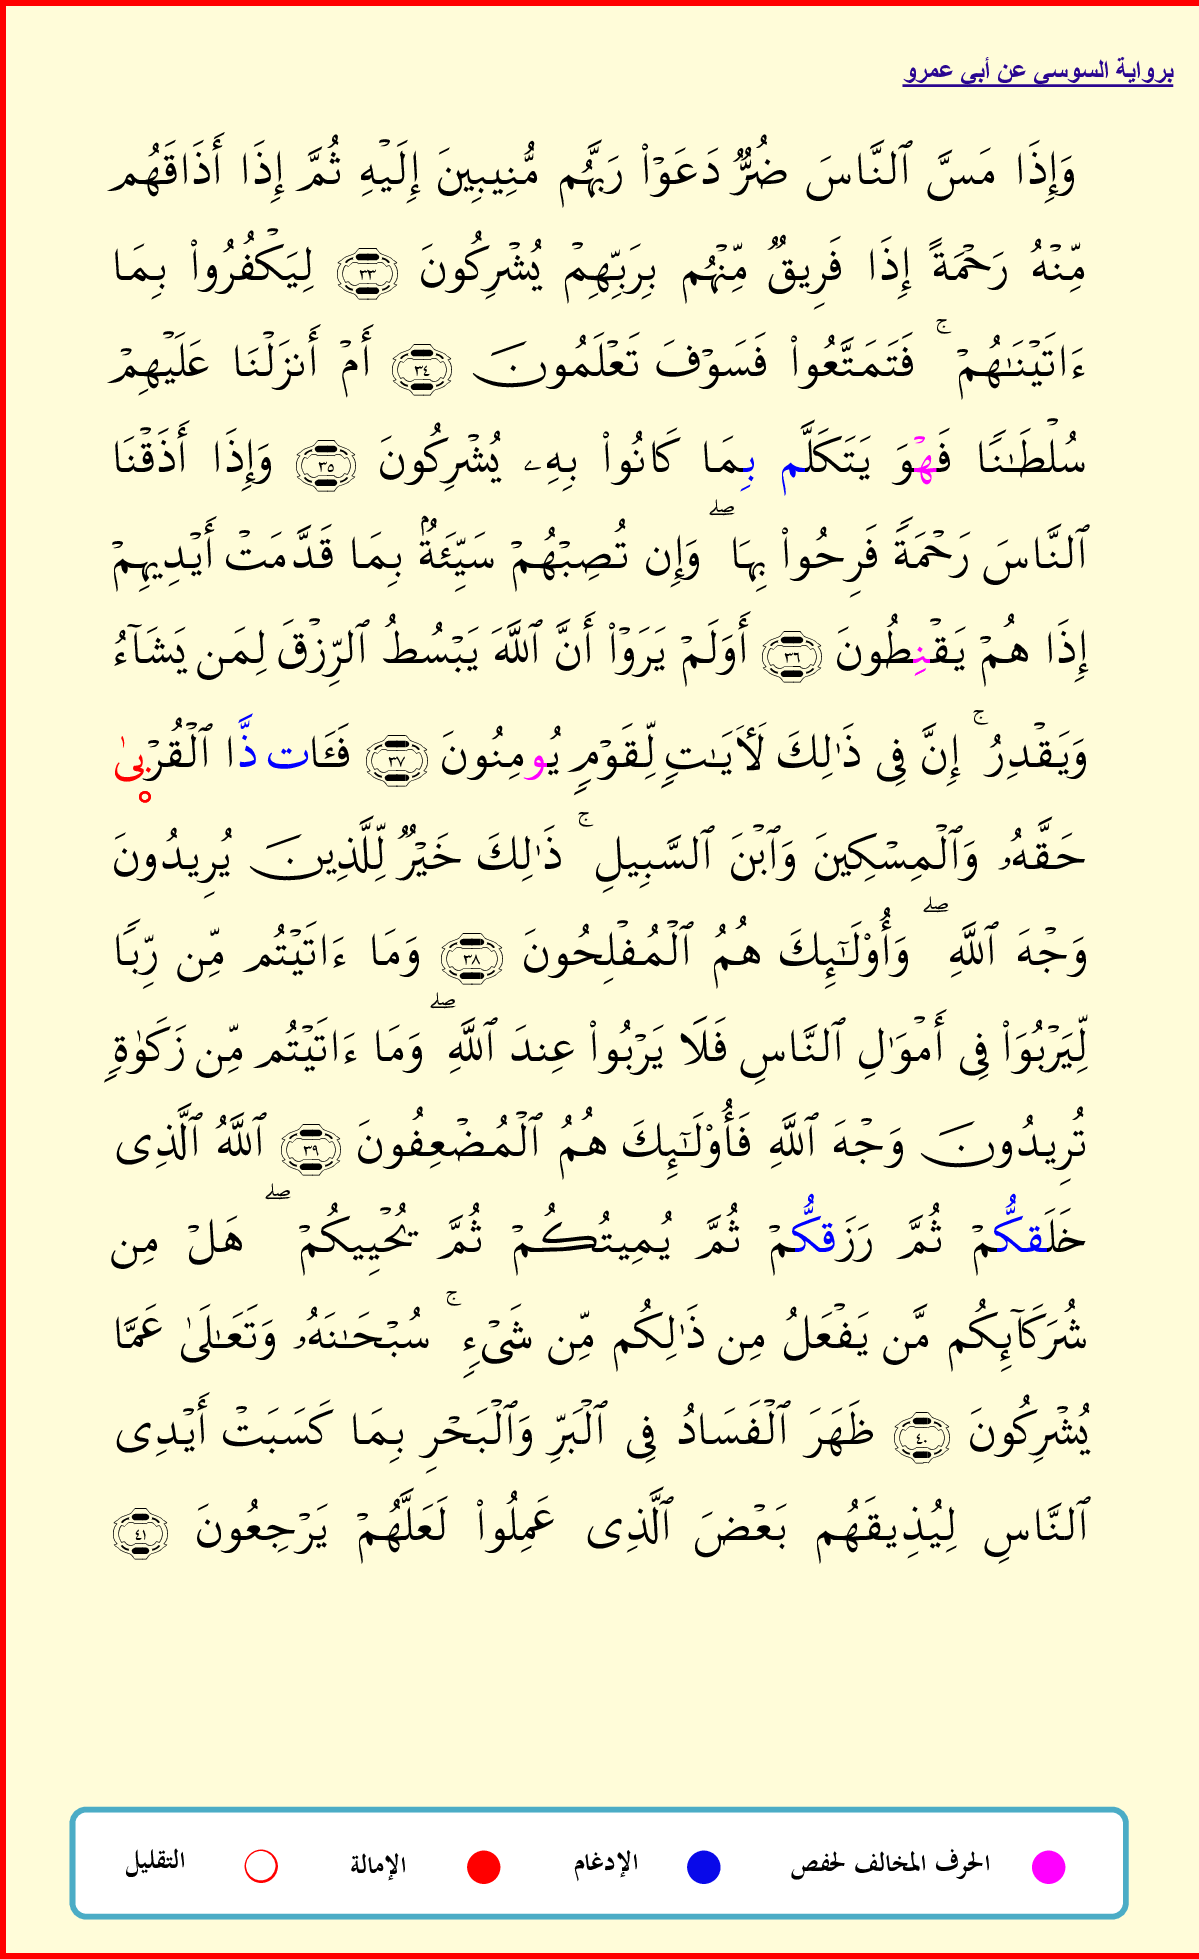 برواية السوسي عن أبي عمرو
وَإِذَا مَسَّ ٱلنَّاسَ ضُرٌّ دَعَوۡاْ رَبَّهُم مُّنِيبِينَ إِلَيۡهِ ثُمَّ إِذَا أَذَاقَهُم
مِّنۡهُ رَحۡمَةً إِذَا فَرِيقٌ مِّنۡهُم بِرَبِّهِمۡ يُشۡرِكُونَ ٣٣ لِيَكۡفُرُواْ بِمَا
ءَاتَيۡنَٰهُمۡۚ فَتَمَتَّعُواْ فَسَوۡفَ تَعۡلَمُونَ ٣٤ أَمۡ أَنزَلۡنَا عَلَيۡهِمۡ
سُلۡطَٰنًا فَهۡوَ يَتَكَلَّم بِمَا كَانُواْ بِهِۦ يُشۡرِكُونَ ٣٥ وَإِذَا أَذَقۡنَا
ٱلنَّاسَ رَحۡمَةً فَرِحُواْ بِهَاۖ وَإِن تُصِبۡهُمۡ سَيِّئَةُۢ بِمَا قَدَّمَتۡ أَيۡدِيهِمۡ
إِذَا هُمۡ يَقۡنِطُونَ ٣٦ أَوَلَمۡ يَرَوۡاْ أَنَّ ٱللَّهَ يَبۡسُطُ ٱلرِّزۡقَ لِمَن يَشَآءُ
وَيَقۡدِرُۚ إِنَّ فِي ذَٰلِكَ لَأٓيَٰتٍ لِّقَوۡمٍ يُومِنُونَ ٣٧ فَـَٔات ذَّا ٱلۡقُرۡبىٰ
حَقَّهُۥ وَٱلۡمِسۡكِينَ وَٱبۡنَ ٱلسَّبِيلِۚ ذَٰلِكَ خَيۡرٌ لِّلَّذِينَ يُرِيدُونَ
وَجۡهَ ٱللَّهِۖ وَأُوْلَٰٓئِكَ هُمُ ٱلۡمُفۡلِحُونَ ٣٨ وَمَا ءَاتَيۡتُم مِّن رِّبًا
لِّيَرۡبُوَاْ فِي أَمۡوَٰلِ ٱلنَّاسِ فَلَا يَرۡبُواْ عِندَ ٱللَّهِۖ وَمَا ءَاتَيۡتُم مِّن زَكَوٰةٍ
تُرِيدُونَ وَجۡهَ ٱللَّهِ فَأُوْلَٰٓئِكَ هُمُ ٱلۡمُضۡعِفُونَ ٣٩ ٱللَّهُ ٱلَّذِي
خَلَقكُّمۡ ثُمَّ رَزَقكُّمۡ ثُمَّ يُمِيتُكُمۡ ثُمَّ يُحۡيِيكُمۡۖ هَلۡ مِن
شُرَكَآئِكُم مَّن يَفۡعَلُ مِن ذَٰلِكُم مِّن شَيۡءٍۚ سُبۡحَٰنَهُۥ وَتَعَٰلَىٰ عَمَّا
يُشۡرِكُونَ ٤٠ ظَهَرَ ٱلۡفَسَادُ فِي ٱلۡبَرِّ وَٱلۡبَحۡرِ بِمَا كَسَبَتۡ أَيۡدِي
ٱلنَّاسِ لِيُذِيقَهُم بَعۡضَ ٱلَّذِي عَمِلُواْ لَعَلَّهُمۡ يَرۡجِعُونَ ٤١
الحرف المخالف لحفص الإدغام الإمالة التقليل